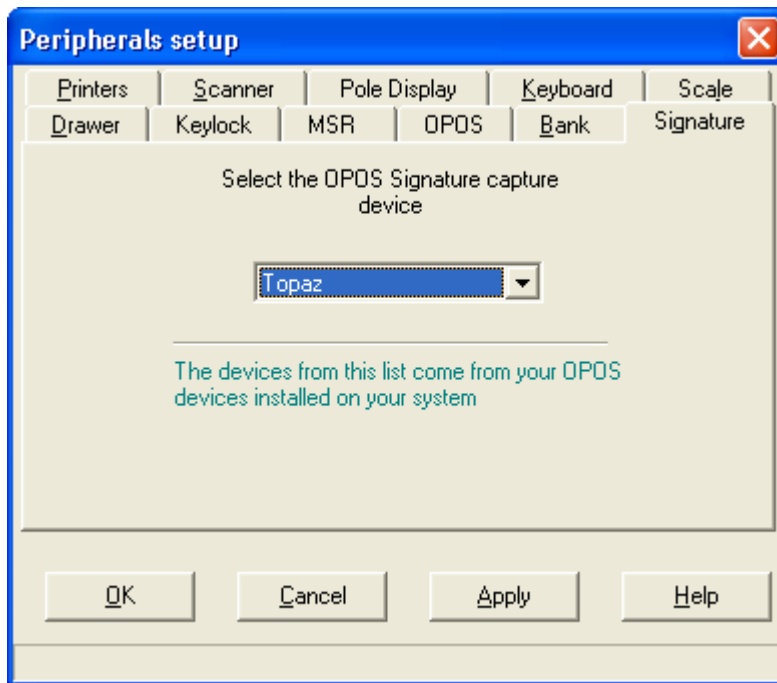 Peripherals setup
Printers Scanner Pole Display Keyboard Scale
Drawer Keylock MSR OPOS Bank Signature
Select the OPOS Signature capture
device
Topaz
The devices from this list come from your OPOS
devices installed on your system
OK Cancel Apply Help